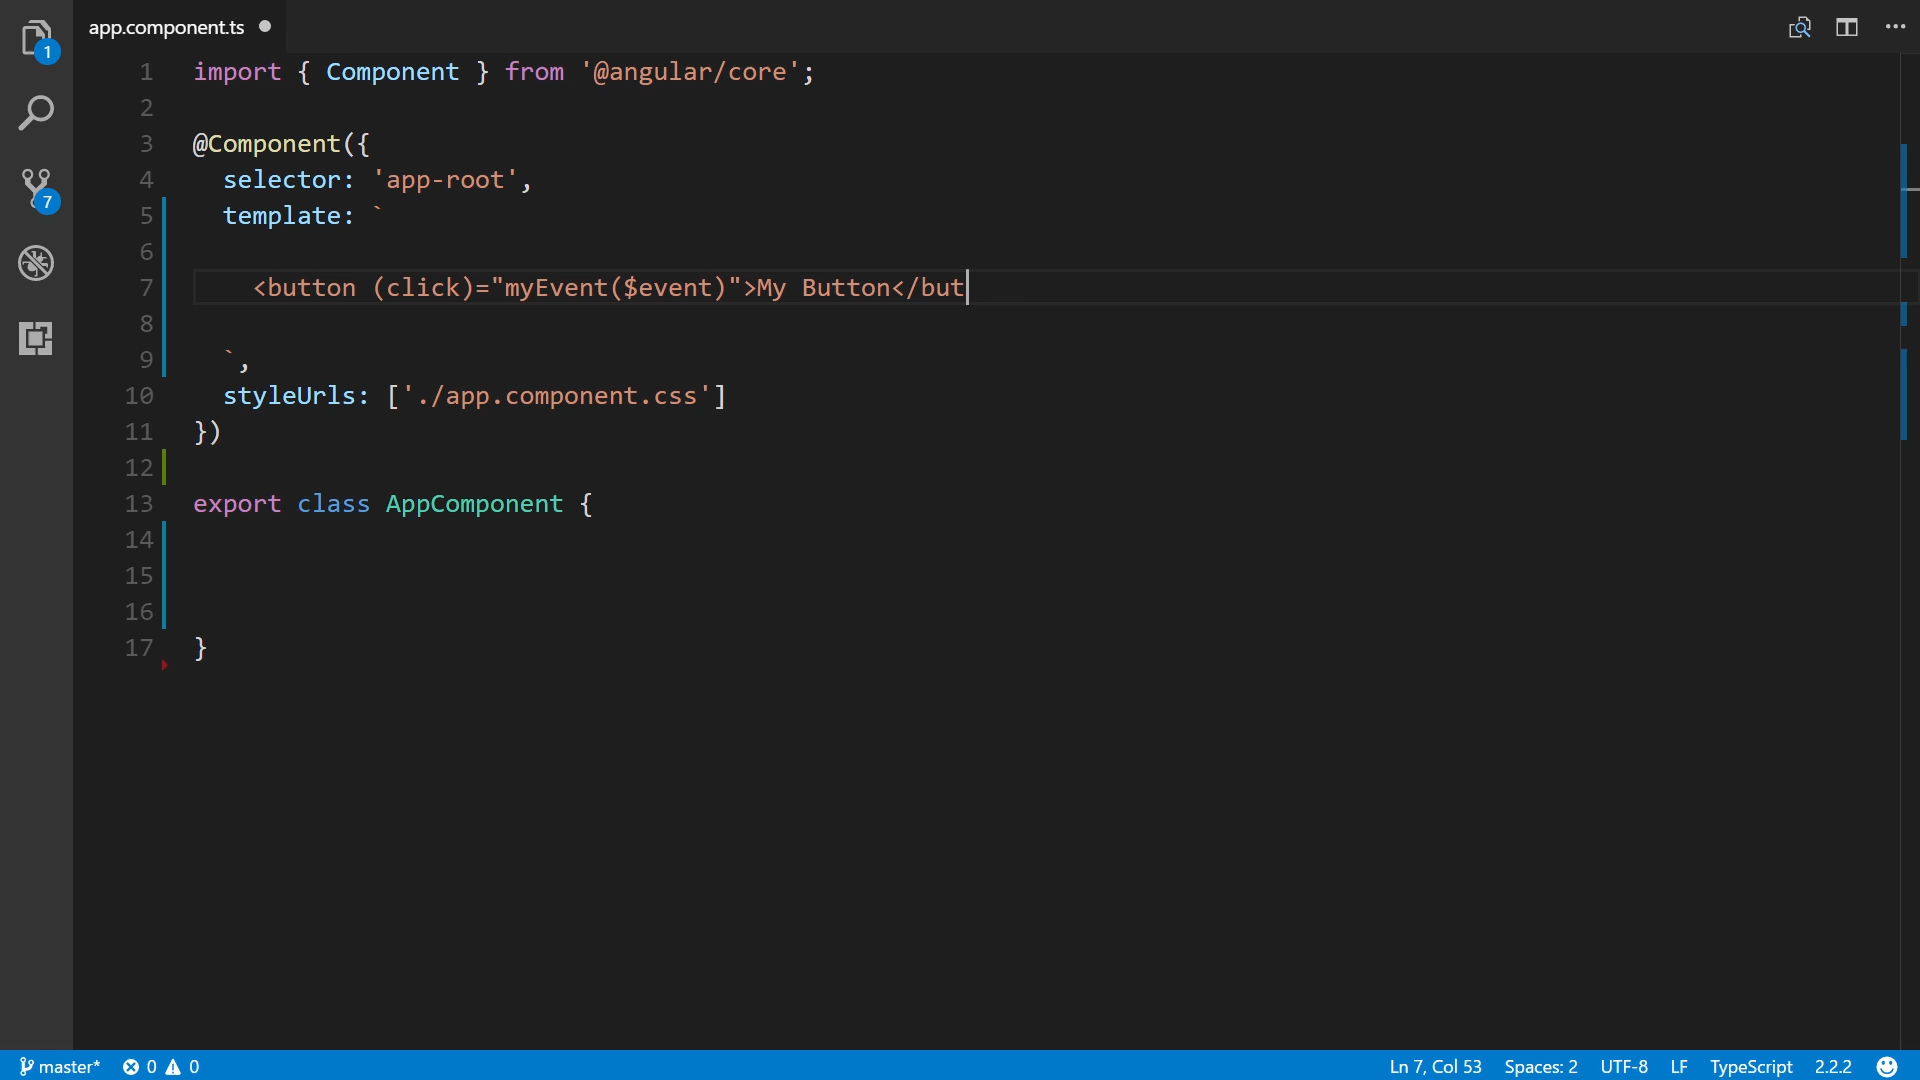 app.component.ts
1
7
1 import { Component } from '@angular/core';
2
3 @Component({
4 selector: 'app-root',
5 template: `
6
7 <button (click)="myEvent($event)">My Button</but
8
9 `,
10 styleUrls: ['./app.component.css']
11 })
12
13 export class AppComponent {
14
15
16
17 }
master* 0 0 Ln 7, Col 53 Spaces: 2 UTF-8 LF TypeScript 2.2.2